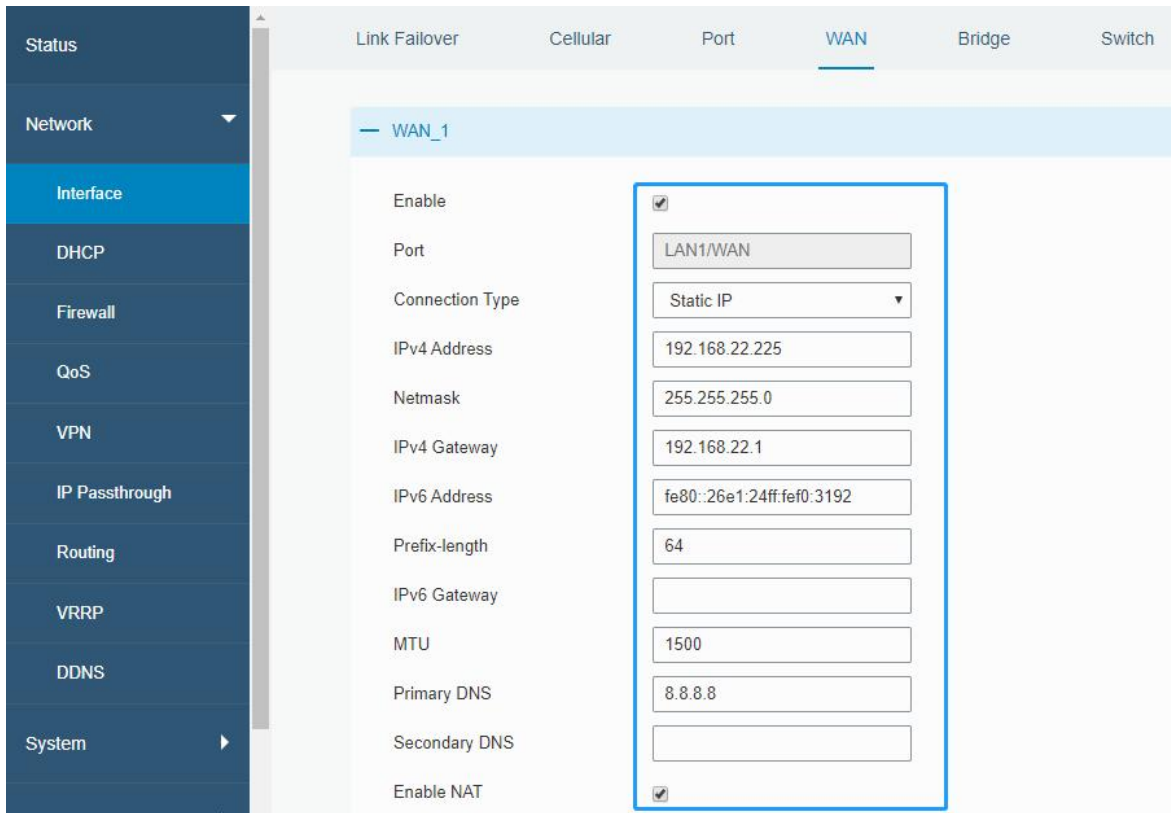 Status
Network
Interface
DHCP
Firewall
QoS
VPN
IP Passthrough
Routing
VRRP
DDNS
System
Link Failover Cellular Port WAN Bridge Switch
WAN_1
Enable
Port LAN1/WAN
Connection Type Static IP
IPv4 Address 192.168.22.225
Netmask 255.255.255.0
IPv4 Gateway 192.168.22.1
IPv6 Address fe80::26e1:24ff:fef0:3192
Prefix-length 64
IPv6 Gateway
MTU 1500
Primary DNS 8.8.8.8
Secondary DNS
Enable NAT